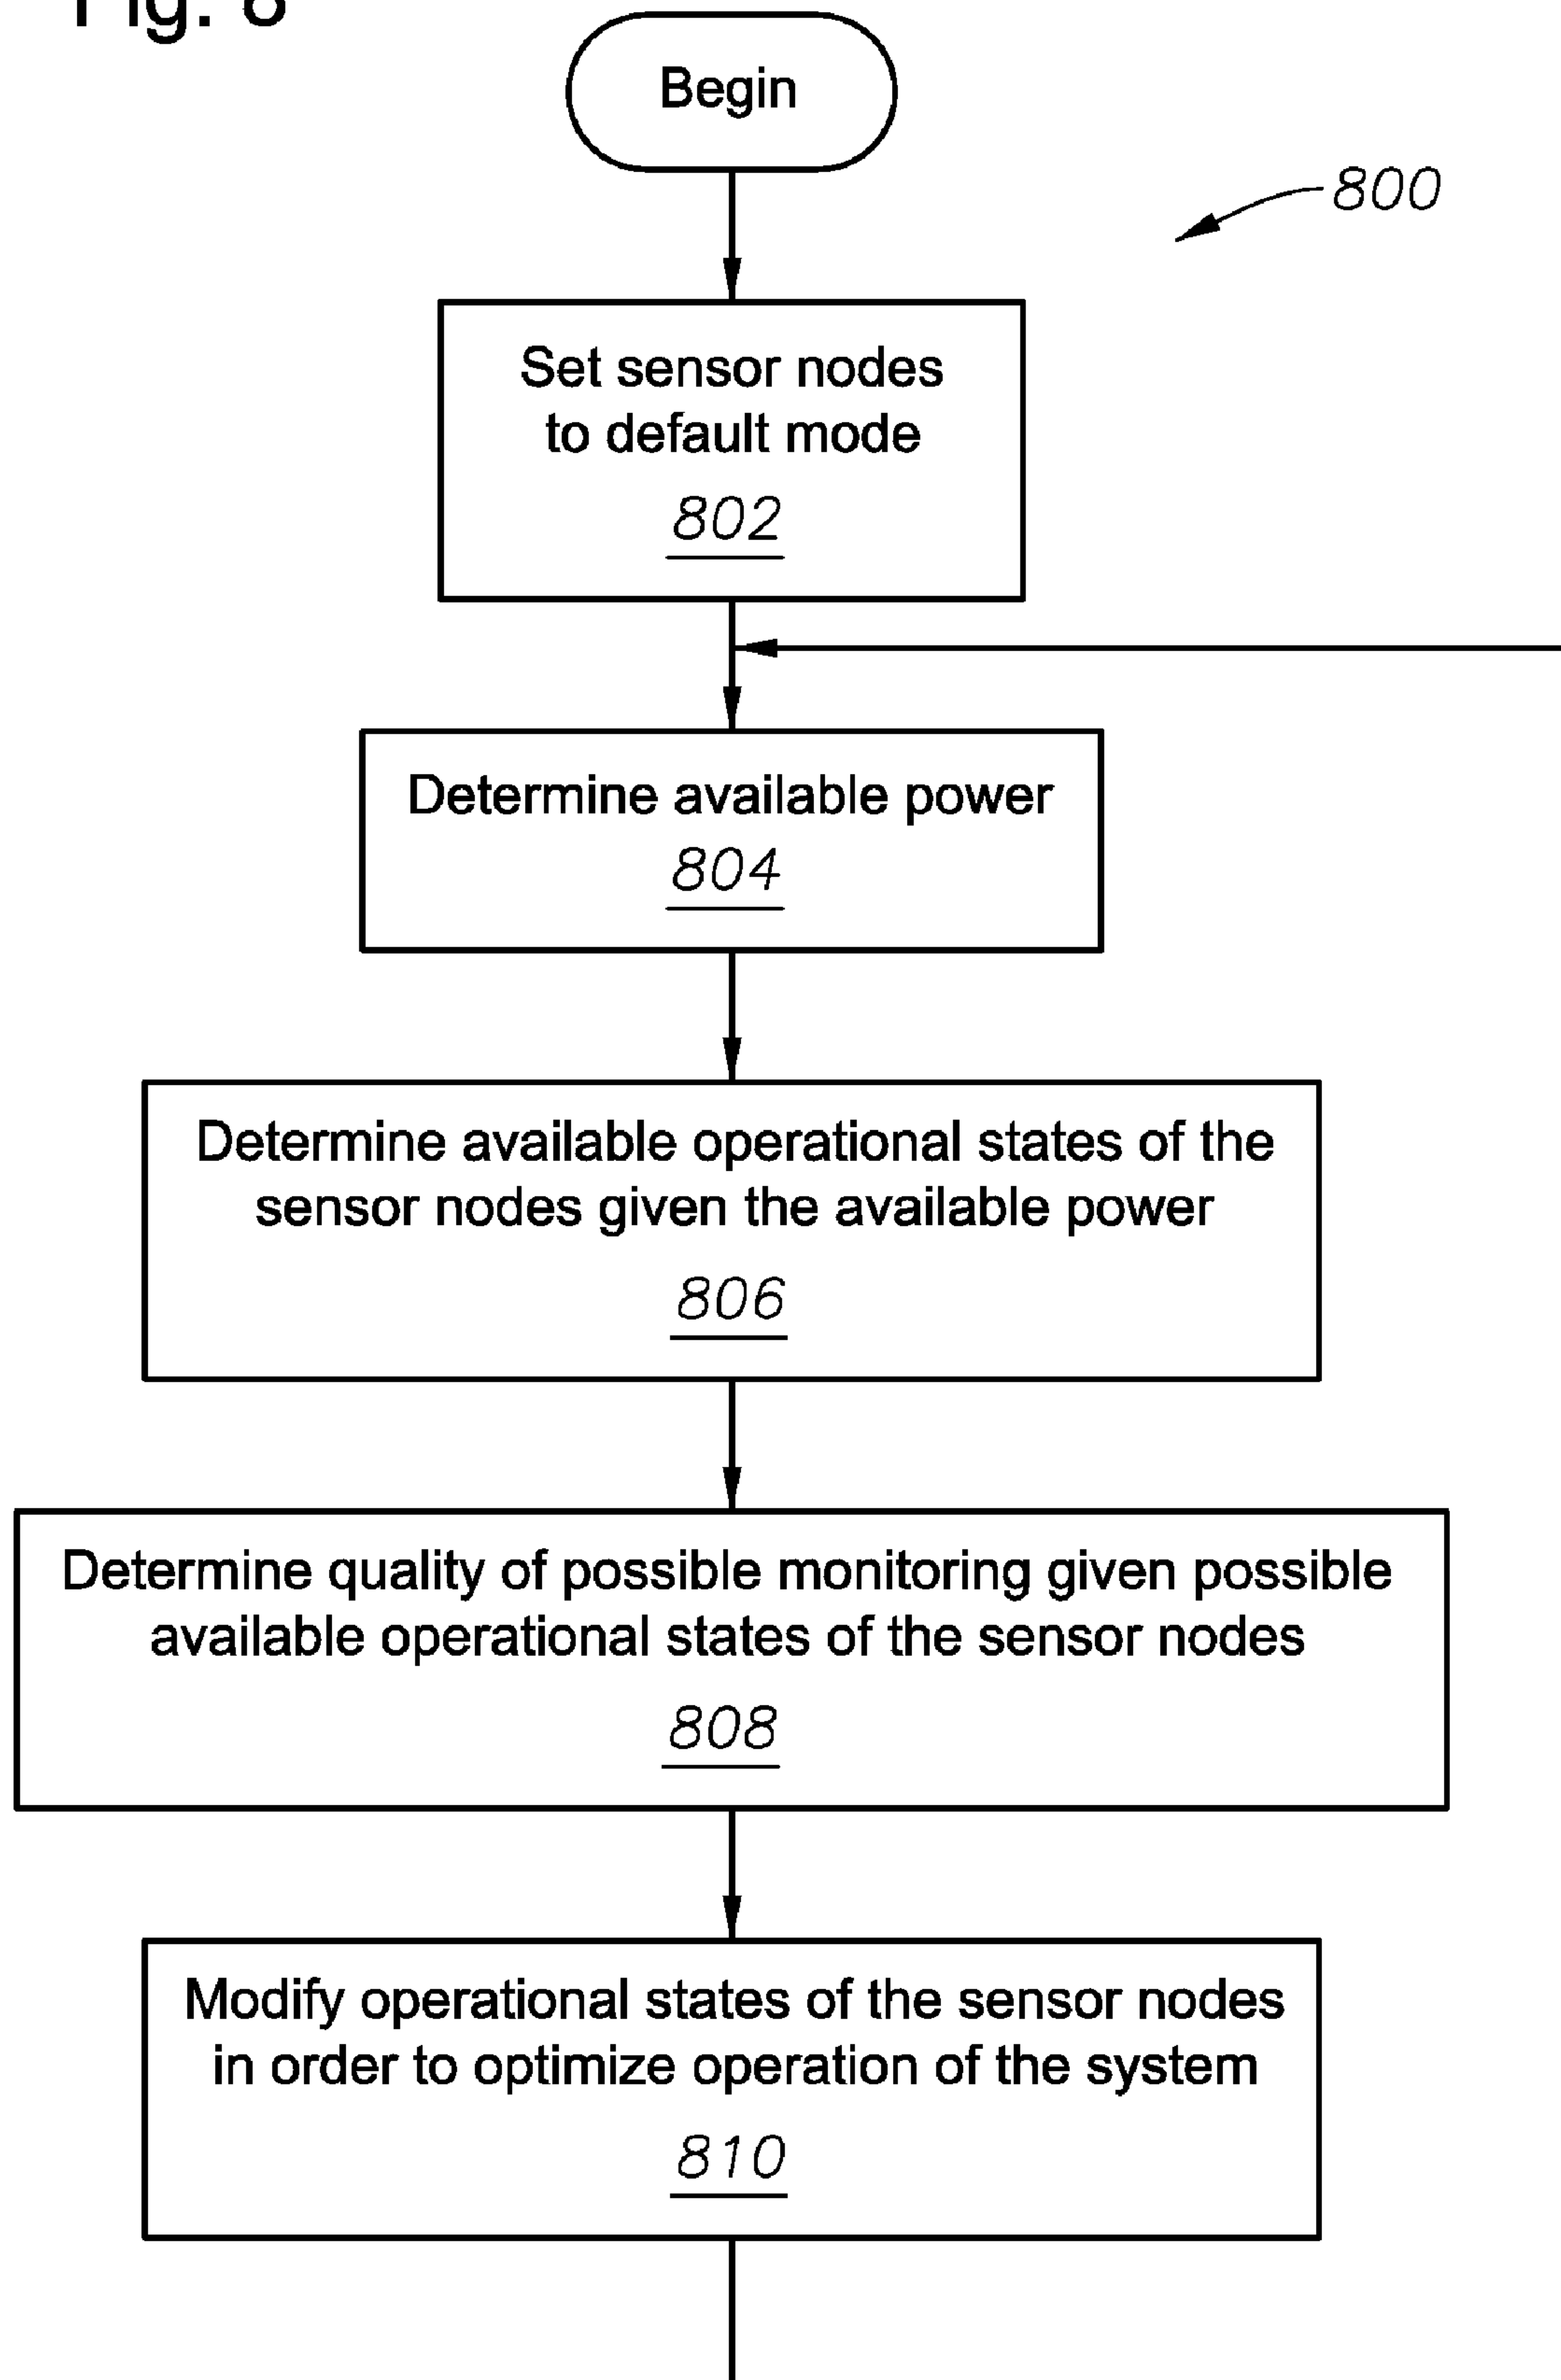 Fig. 8
Begin
800
Set sensor nodes
to default mode
802
Determine available power
804
Determine available operational states of the
sensor nodes given the available power
806
Determine quality of possible monitoring given possible
available operational states of the sensor nodes
808
Modify operational states of the sensor nodes
in order to optimize operation of the system
810